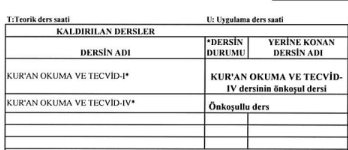 T:Teorik ders saati U: Uygulama ders saati
KALDIRILAN DERSLER
DERSİN ADI
*DERSİN DURUMU
YERİNE KONAN DERSİN ADI
KUR'AN OKUMA VE TECVİD-I*
KUR'AN OKUMA VE TECVİD-
IV dersinin önkoşul dersi
KUR'AN OKUMA VE TECVİD-IV*
Önkoşullu ders